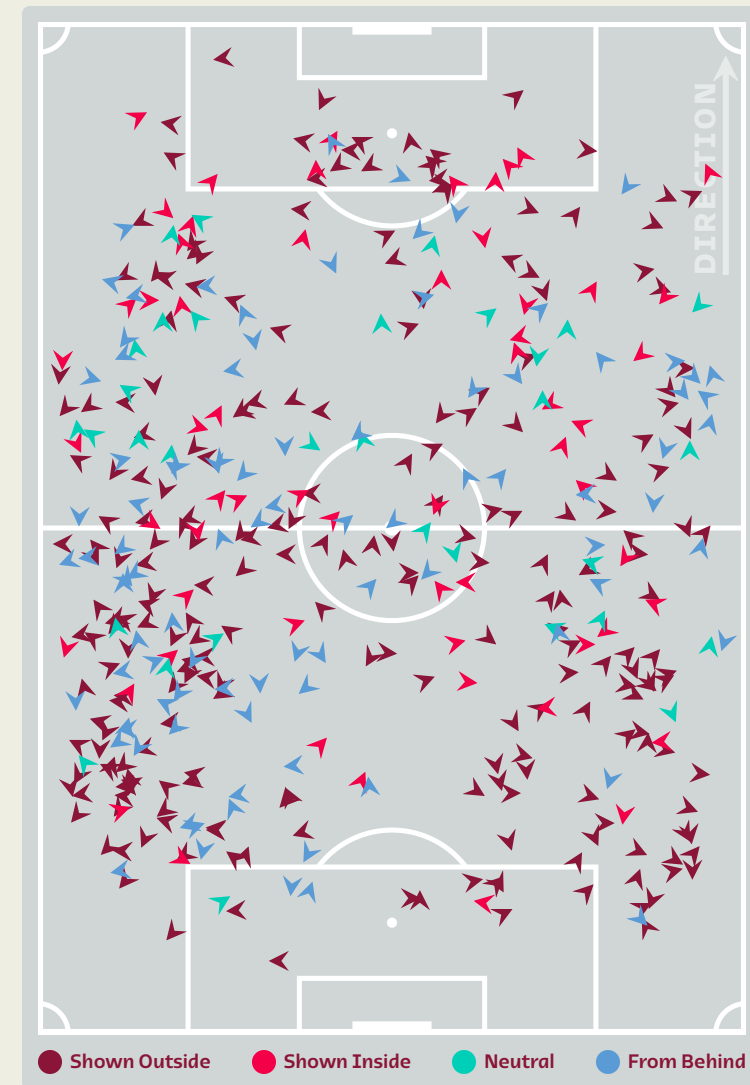 DIRECTION
Shown Outside
Shown Inside
Neutral
From Behind